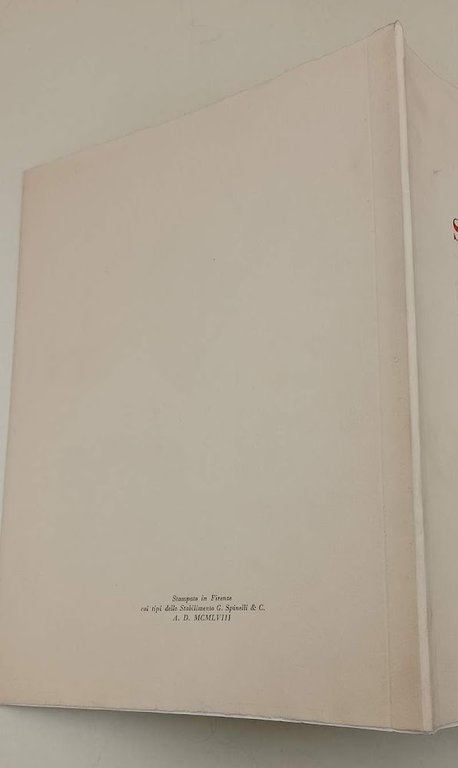 Stampato in Firenze
coi tipi dello Stabilimento G. Spinelli & C.
A. D. MCMLVIII
S